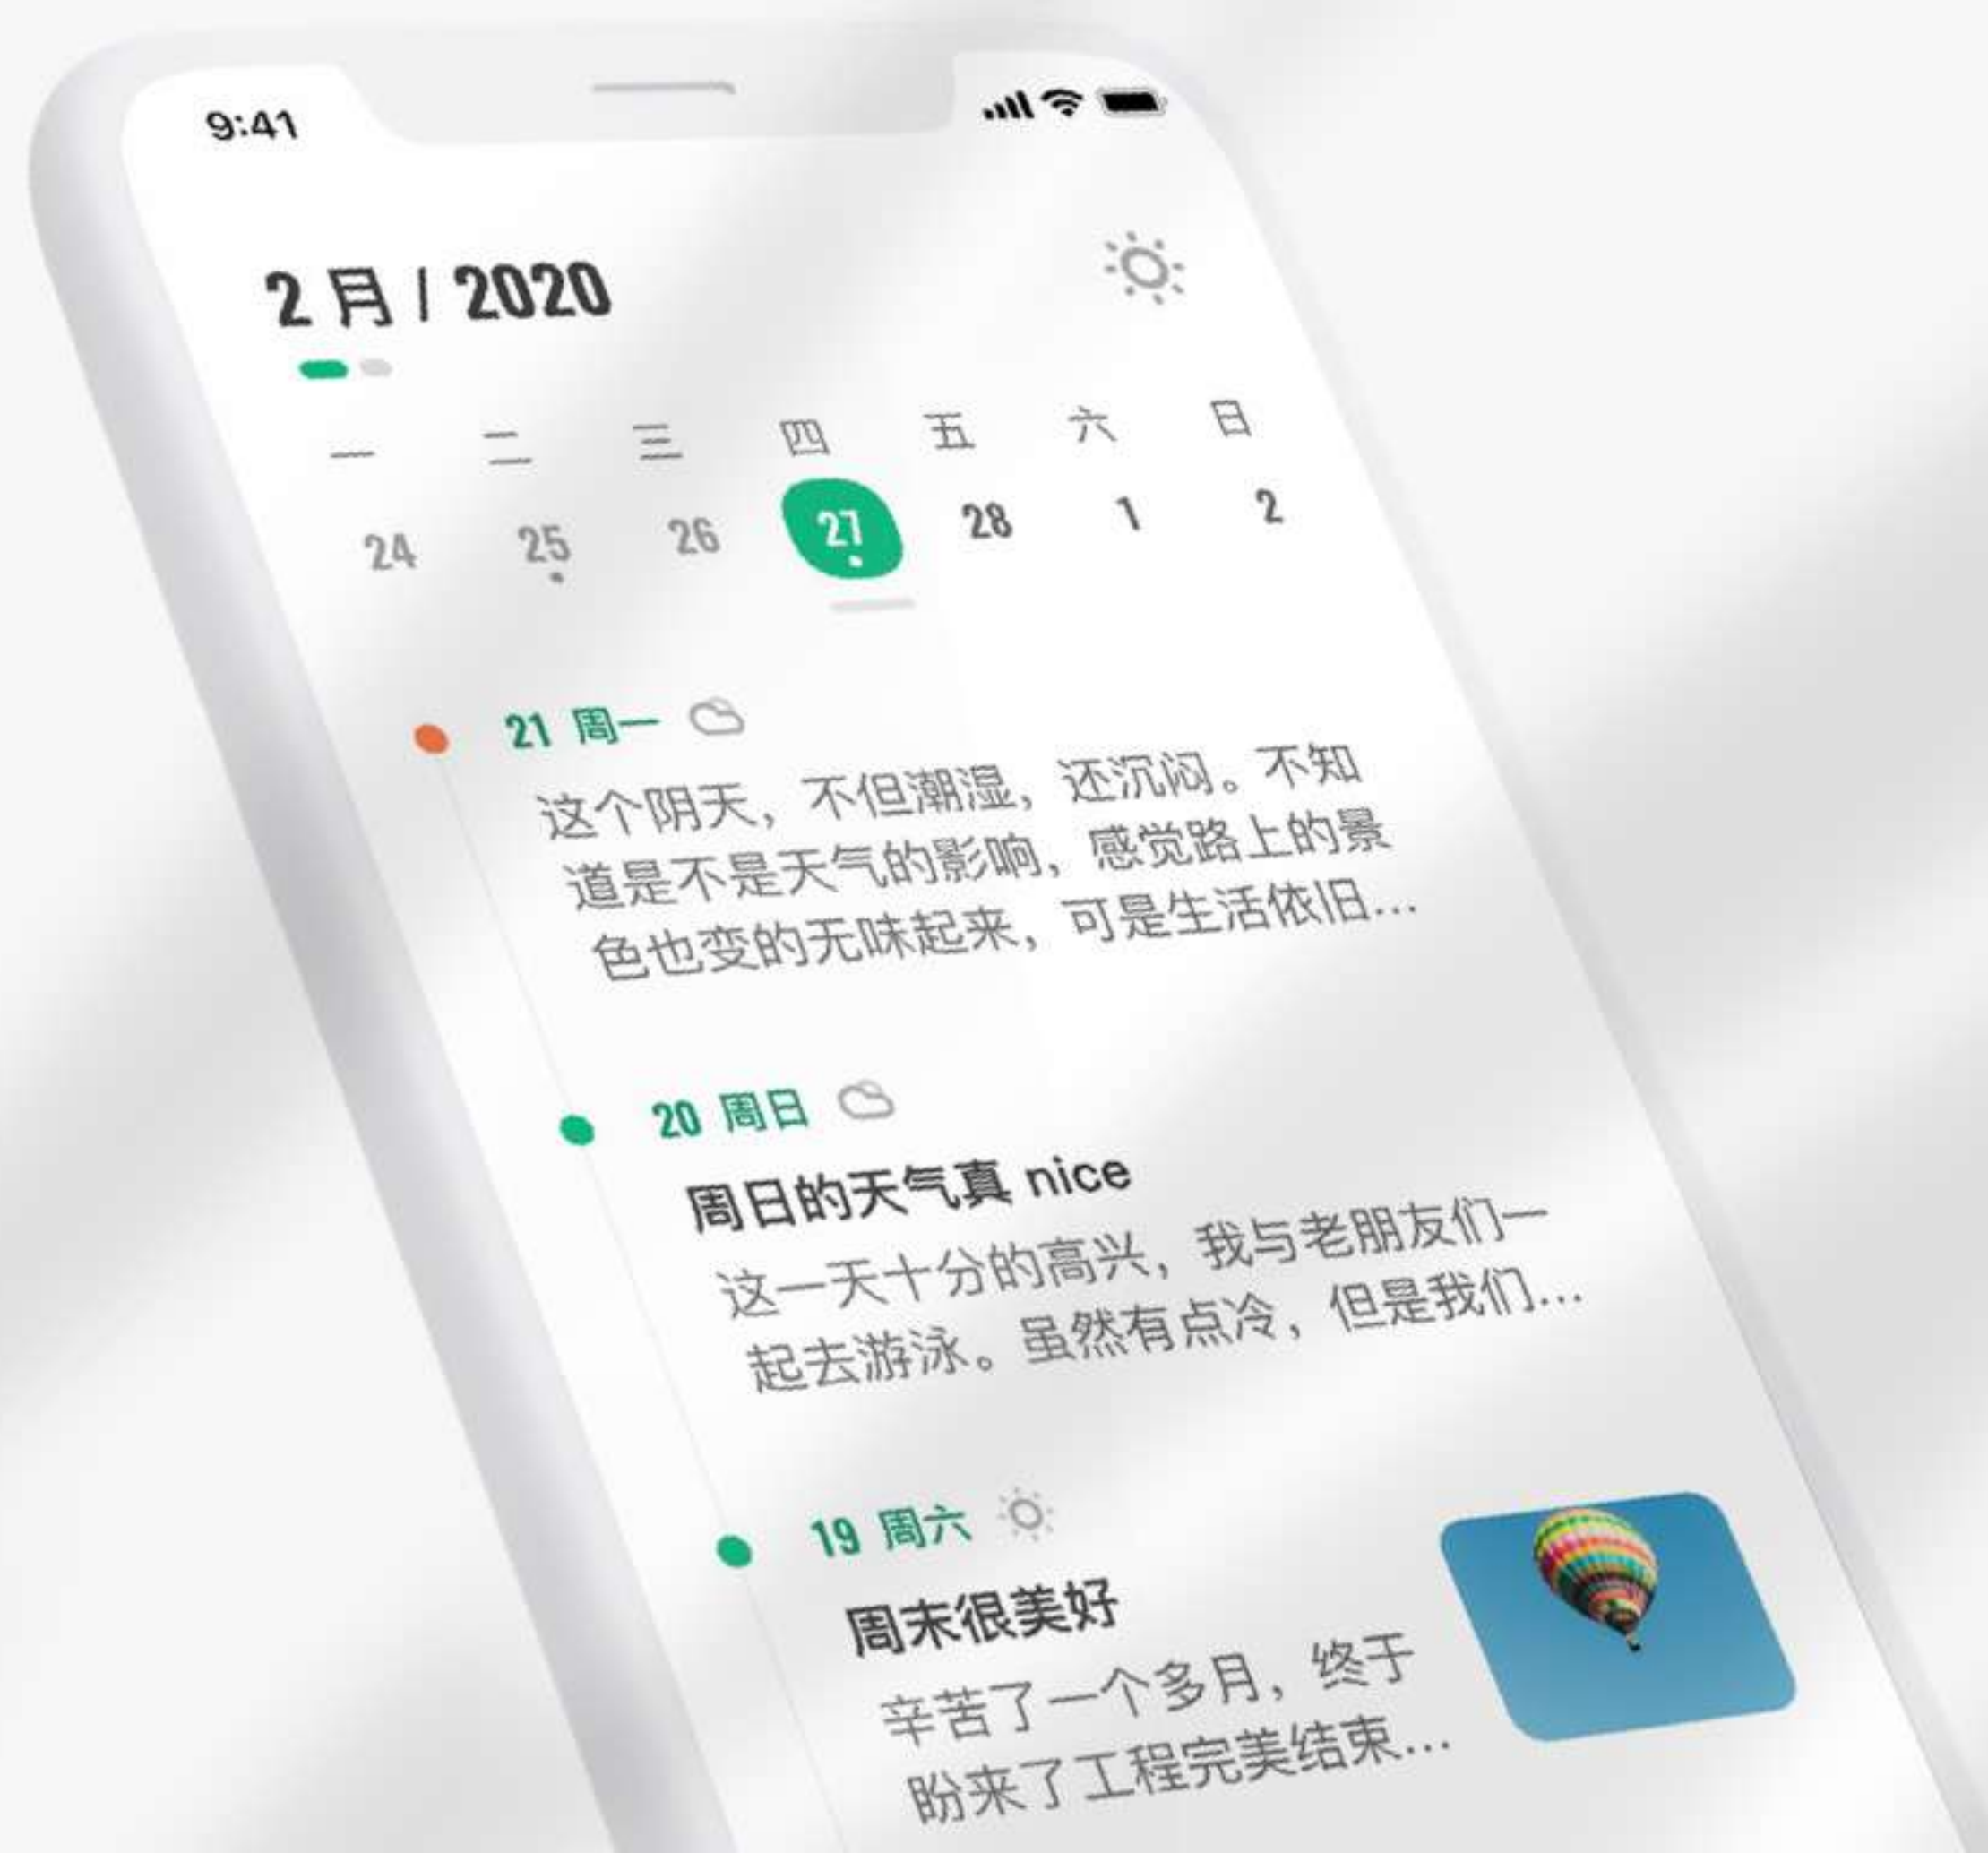 9:41
2 月 / 2020
一 二 三 四 五 六 日
24 25 26 27 28 1 2
21 周一
这个阴天，不但潮湿，还沉闷。不知
道是不是天气的影响，感觉路上的景
色也变的无味起来，可是生活依旧...
20 周日
周日的天气真 nice
这一天十分的高兴，我与老朋友们一
起去游泳。虽然有点冷，但是我们...
19 周六
周末很美好
辛苦了一个多月，终于
盼来了工程完美结束...